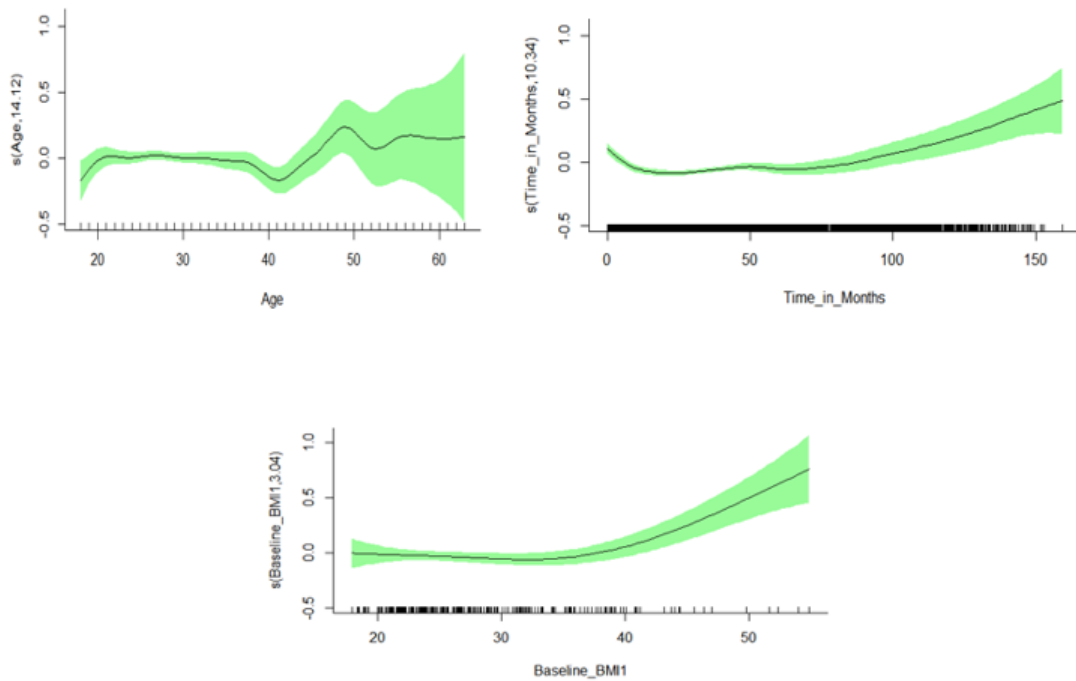 s(Age,14.12)
1.0
0.5
0.0
-0.5
20 30 40 50 60
Age
s(Time_in_Months,10.34)
1.0
0.5
0.0
-0.5
0 50 100 150
Time_in_Months
s(Baseline_BMI1,3.04)
1.0
0.5
0.0
-0.5
20 30 40 50
Baseline_BMI1